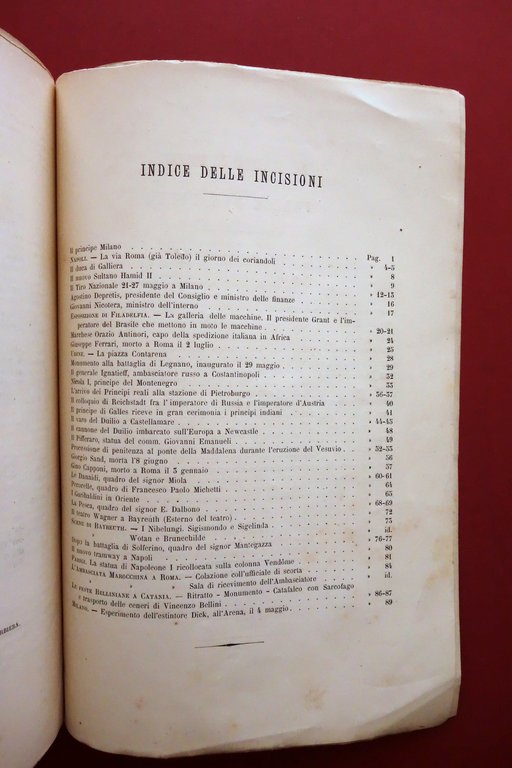 INDICE DELLE INCISIONI
Il principe Milano Pag. 1
NAPOLI. — La via Roma (già Toledo) il giorno dei coriandoli » 4-5
Il duca di Galliera » 8
Il nuovo Sultano Hamid II » 9
Il Tiro Nazionale 21-27 maggio a Milano » 12-13
Agostino Depretis, presidente del Consiglio e ministro delle finanze » 16
Giovanni Nicotera, ministro dell'interno » 17
ESPOSIZIONE DI FILADELFIA. — La galleria delle macchine. Il presidente Grant e l'im-
peratore del Brasile che mettono in moto le macchine » 20-21
Marchese Orazio Antinori, capo della spedizione italiana in Africa » 24
Giuseppe Ferrari, morto a Roma il 2 luglio » 25
UDINE. — La piazza Contarena » 28
Monumento alla battaglia di Legnano, inaugurato il 29 maggio » 29
Il generale Ignatieff, ambasciatore russo a Costantinopoli » 32
Nicola I, principe del Montenegro » 33
L'arrivo dei Principi reali alla stazione di Pietroburgo » 36-37
Il colloquio di Reichstadt fra l'imperatore di Russia e l'imperatore d'Austria » 40
Il principe di Galles riceve in gran cerimonia i principi indiani » 41
Il varo del Duilio a Castellamare » 44-45
Il cannone del Duilio imbarcato sull'Europa a Newcastle » 48
Il Pifferaro, statua del comm. Giovanni Emanueli » 49
Processione di penitenza al ponte della Maddalena durante l'eruzione del Vesuvio » 52-53
Giorgio Sand, morta l'8 giugno » 56
Gino Capponi, morto a Roma il 3 gennaio » 57
Le Danaidi, quadro del signor Miola » 60-61
Petorelle, quadro di Francesco Paolo Michetti » 64
I Garibaldini in Oriente » 65
La Pesca, quadro del signor E. Dalbono » 68-69
Il teatro Wagner a Bayreuth (Esterno del teatro) » 72
SCENE DI BAYREUTH. — I Nibelungi. Sigismondo e Sigelinda » 75
Wotan e Brunechilde » id.
Dopo la battaglia di Solferino, quadro del signor Mantegazza » 76-77
Il nuovo tramway a Napoli » 80
PARIGI. La statua di Napoleone I ricollocata sulla colonna Vendôme » 81
L'AMBASCIATA MAROCCHINA A ROMA. — Colazione coll'ufficiale di scorta » 84
» » Sala di ricevimento dell'Ambasciatore » id.
LE FESTE BELLINIANE A CATANIA. — Ritratto - Monumento - Catafalco con Sarcofago
e trasporto delle ceneri di Vincenzo Bellini » 86-87
MILANO. — Esperimento dell'estintore Dick, all'Arena, il 4 maggio » 89